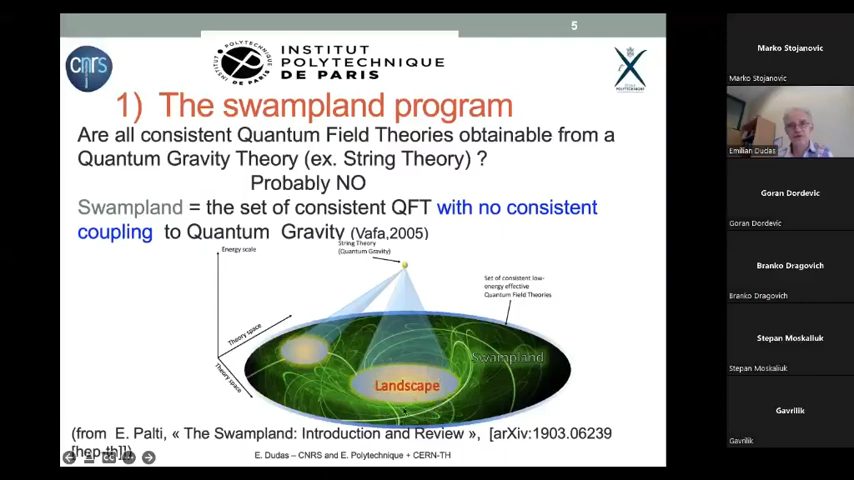 5
cnrs
INSTITUT
POLYTECHNIQUE
DE PARIS
1) The swampland program
Are all consistent Quantum Field Theories obtainable from a
Quantum Gravity Theory (ex. String Theory) ?
Probably NO
Swampland = the set of consistent QFT with no consistent
coupling to Quantum Gravity (Vafa,2005)
Energy scale
String Theory
(Quantum Gravity)
Set of consistent low-
energy effective
Quantum Field Theories
Theory space
Theory space
Swampland
Landscape
(from E. Palti, « The Swampland: Introduction and Review », [arXiv:1903.06239
[hep-th]])
E. Dudas – CNRS and E. Polytechnique + CERN-TH
Marko Stojanovic
Marko Stojanovic
Emilian Dudas
Goran Dordevic
Goran Dordevic
Branko Dragovich
Branko Dragovich
Stepan Moskaliuk
Stepan Moskaliuk
Gavrilik
Gavrilik